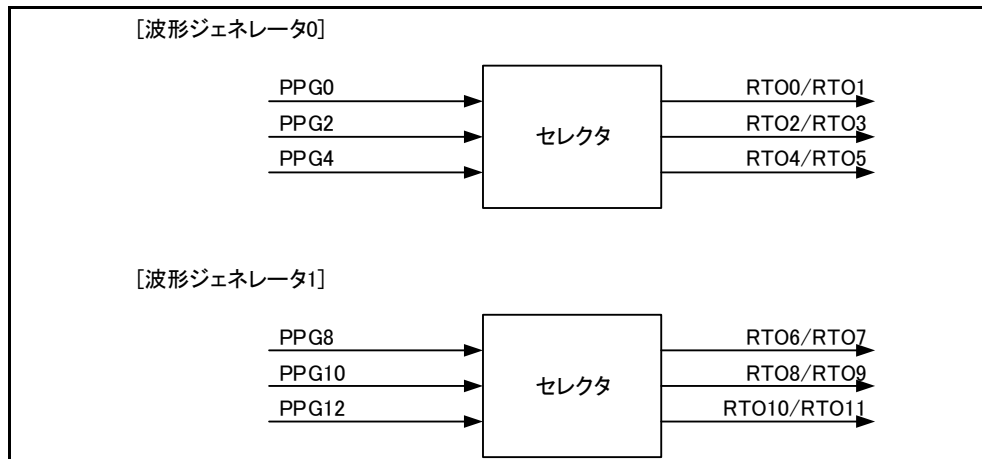 [波形ジェネレータ0]
PPG0
RTO0/RTO1
PPG2
セレクタ
RTO2/RTO3
PPG4
RTO4/RTO5
[波形ジェネレータ1]
PPG8
RTO6/RTO7
PPG10
セレクタ
RTO8/RTO9
PPG12
RTO10/RTO11